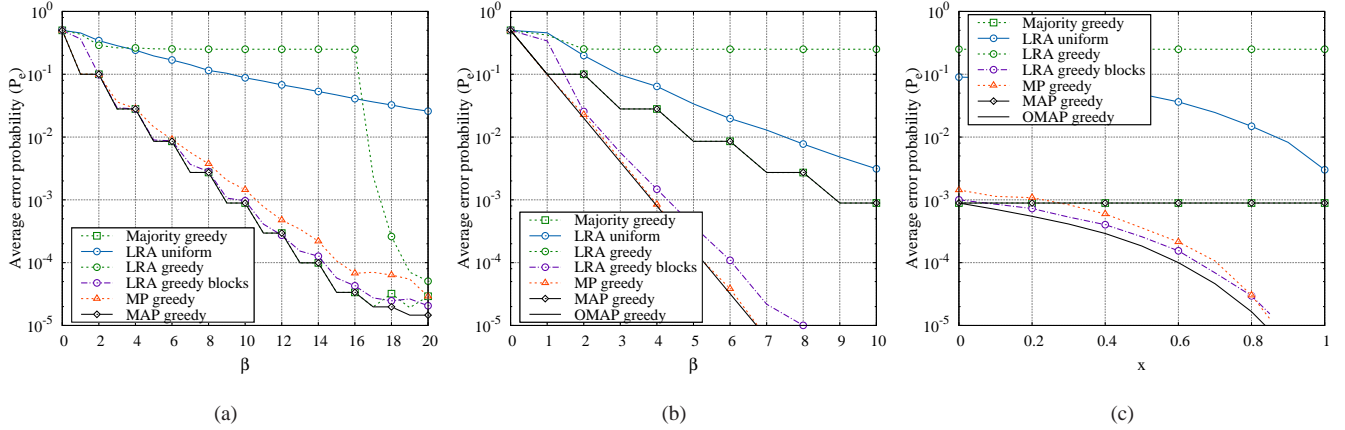 Average error probability (Pe)
10^0
10^-1
10^-2
10^-3
10^-4
10^-5
0 2 4 6 8 10 12 14 16 18 20
β
Majority greedy
LRA uniform
LRA greedy
LRA greedy blocks
MP greedy
MAP greedy
(a)
Average error probability (Pe)
10^0
10^-1
10^-2
10^-3
10^-4
10^-5
0 1 2 3 4 5 6 7 8 9 10
β
Majority greedy
LRA uniform
LRA greedy
LRA greedy blocks
MP greedy
MAP greedy
OMAP greedy
(b)
Average error probability (Pe)
10^0
10^-1
10^-2
10^-3
10^-4
10^-5
0 0.2 0.4 0.6 0.8 1
x
Majority greedy
LRA uniform
LRA greedy
LRA greedy blocks
MP greedy
MAP greedy
OMAP greedy
(c)